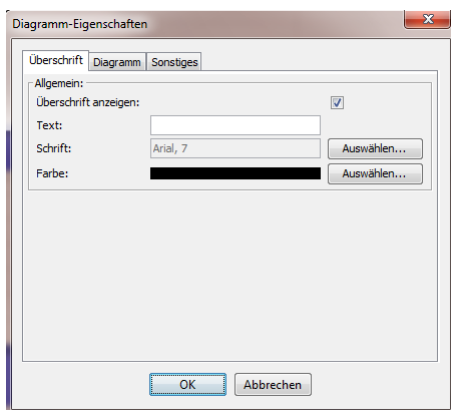 Diagramm-Eigenschaften
Überschrift Diagramm Sonstiges
Allgemein:
Überschrift anzeigen:
Text:
Schrift: Arial, 7 Auswählen...
Farbe: Auswählen...
OK Abbrechen